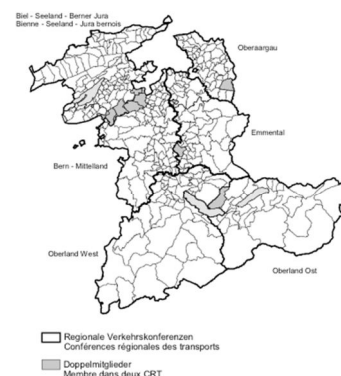 Biel - Seeland - Berner Jura
Bienne - Seeland - Jura bernois
Oberaargau
Emmental
Bern - Mittelland
Oberland West
Oberland Ost
Regionale Verkehrskonferenzen
Conférences régionales des transports
Doppelmitglieder
Membre dans deux CRT